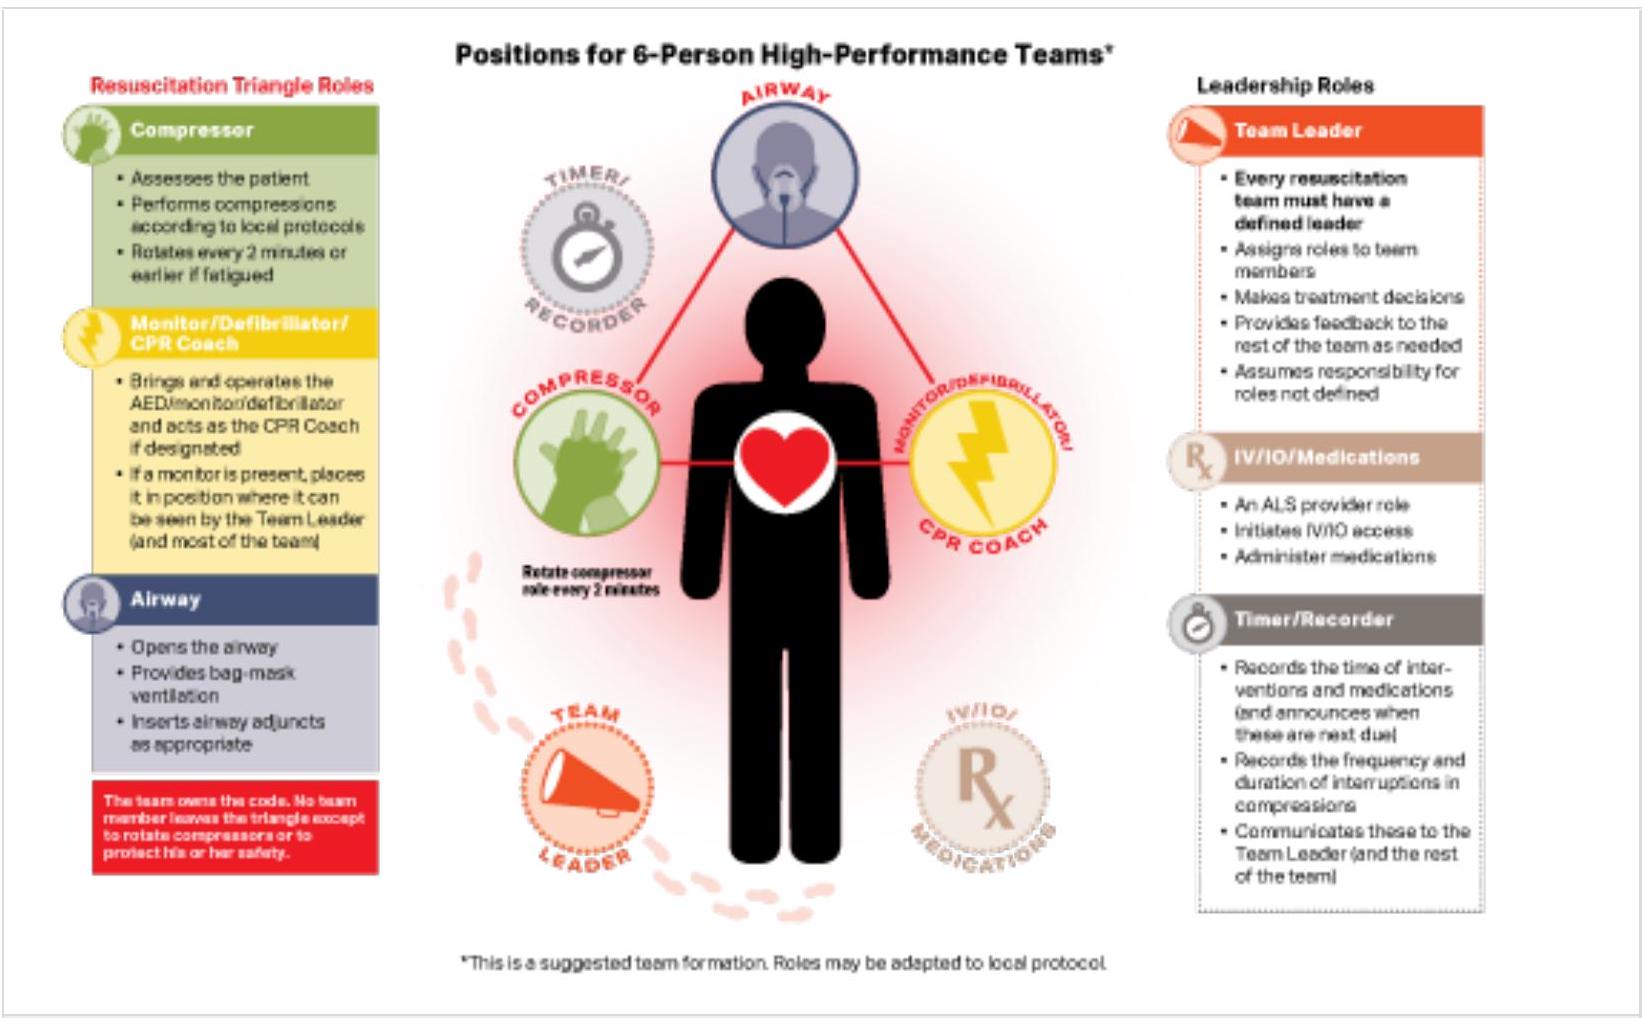 Positions for 6-Person High-Performance Teams*
Resuscitation Triangle Roles
Compressor
• Assesses the patient
• Performs compressions
according to local protocols
• Rotates every 2 minutes or
earlier if fatigued
Monitor/Defibrillator/
CPR Coach
• Brings and operates the
AED/monitor/defibrillator
and acts as the CPR Coach
if designated
• If a monitor is present, places
it in position where it can
be seen by the Team Leader
(and most of the team)
Airway
• Opens the airway
• Provides bag-mask
ventilation
• Inserts airway adjuncts
as appropriate
The team owns the code. No team
member leaves the triangle except
to rotate compressors or to
protect his or her safety.
AIRWAY
TIMER/
RECORDER
COMPRESSOR
MONITOR/DEFIBRILLATOR/
CPR COACH
Rotate compressor
role every 2 minutes
TEAM
LEADER
IV/IO/
Rx
MEDICATIONS
Leadership Roles
Team Leader
• Every resuscitation
team must have a
defined leader
• Assigns roles to team
members
• Makes treatment decisions
• Provides feedback to the
rest of the team as needed
• Assumes responsibility for
roles not defined
Rx
IV/IO/Medications
• An ALS provider role
• Initiates IV/IO access
• Administer medications
Timer/Recorder
• Records the time of inter-
ventions and medications
(and announces when
these are next due)
• Records the frequency and
duration of interruptions in
compressions
• Communicates these to the
Team Leader (and the rest
of the team)
*This is a suggested team formation. Roles may be adapted to local protocol.